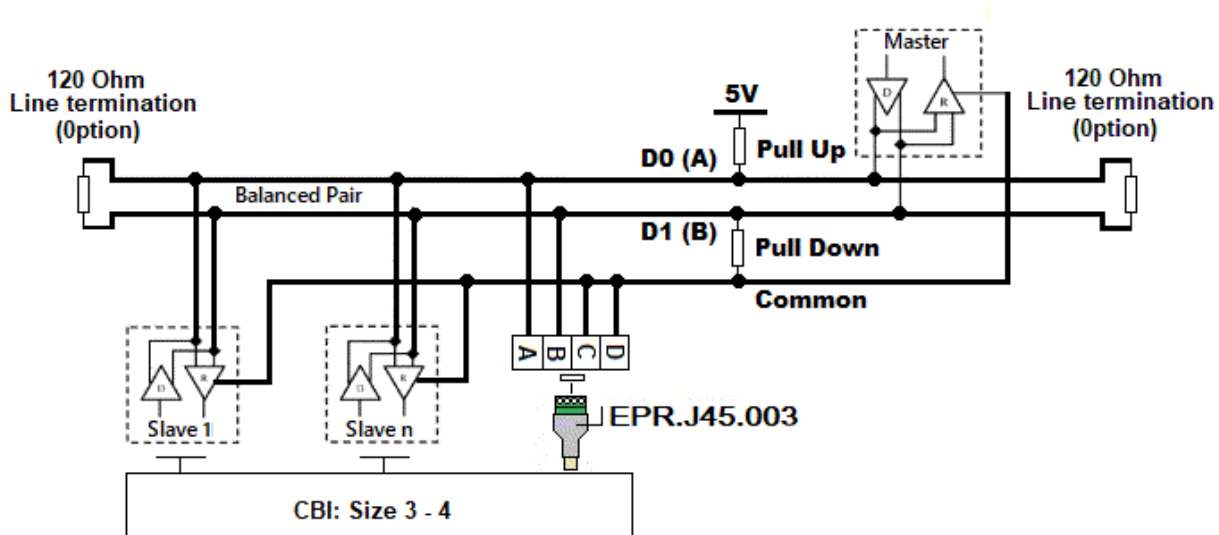 Master
120 Ohm
Line termination
(0ption)
120 Ohm
Line termination
(0ption)
5V
D
R
Pull Up
D0 (A)
Balanced Pair
D1 (B)
Pull Down
Common
D
R
Slave 1
D
R
Slave n
A
B
C
D
EPR.J45.003
CBI: Size 3 - 4